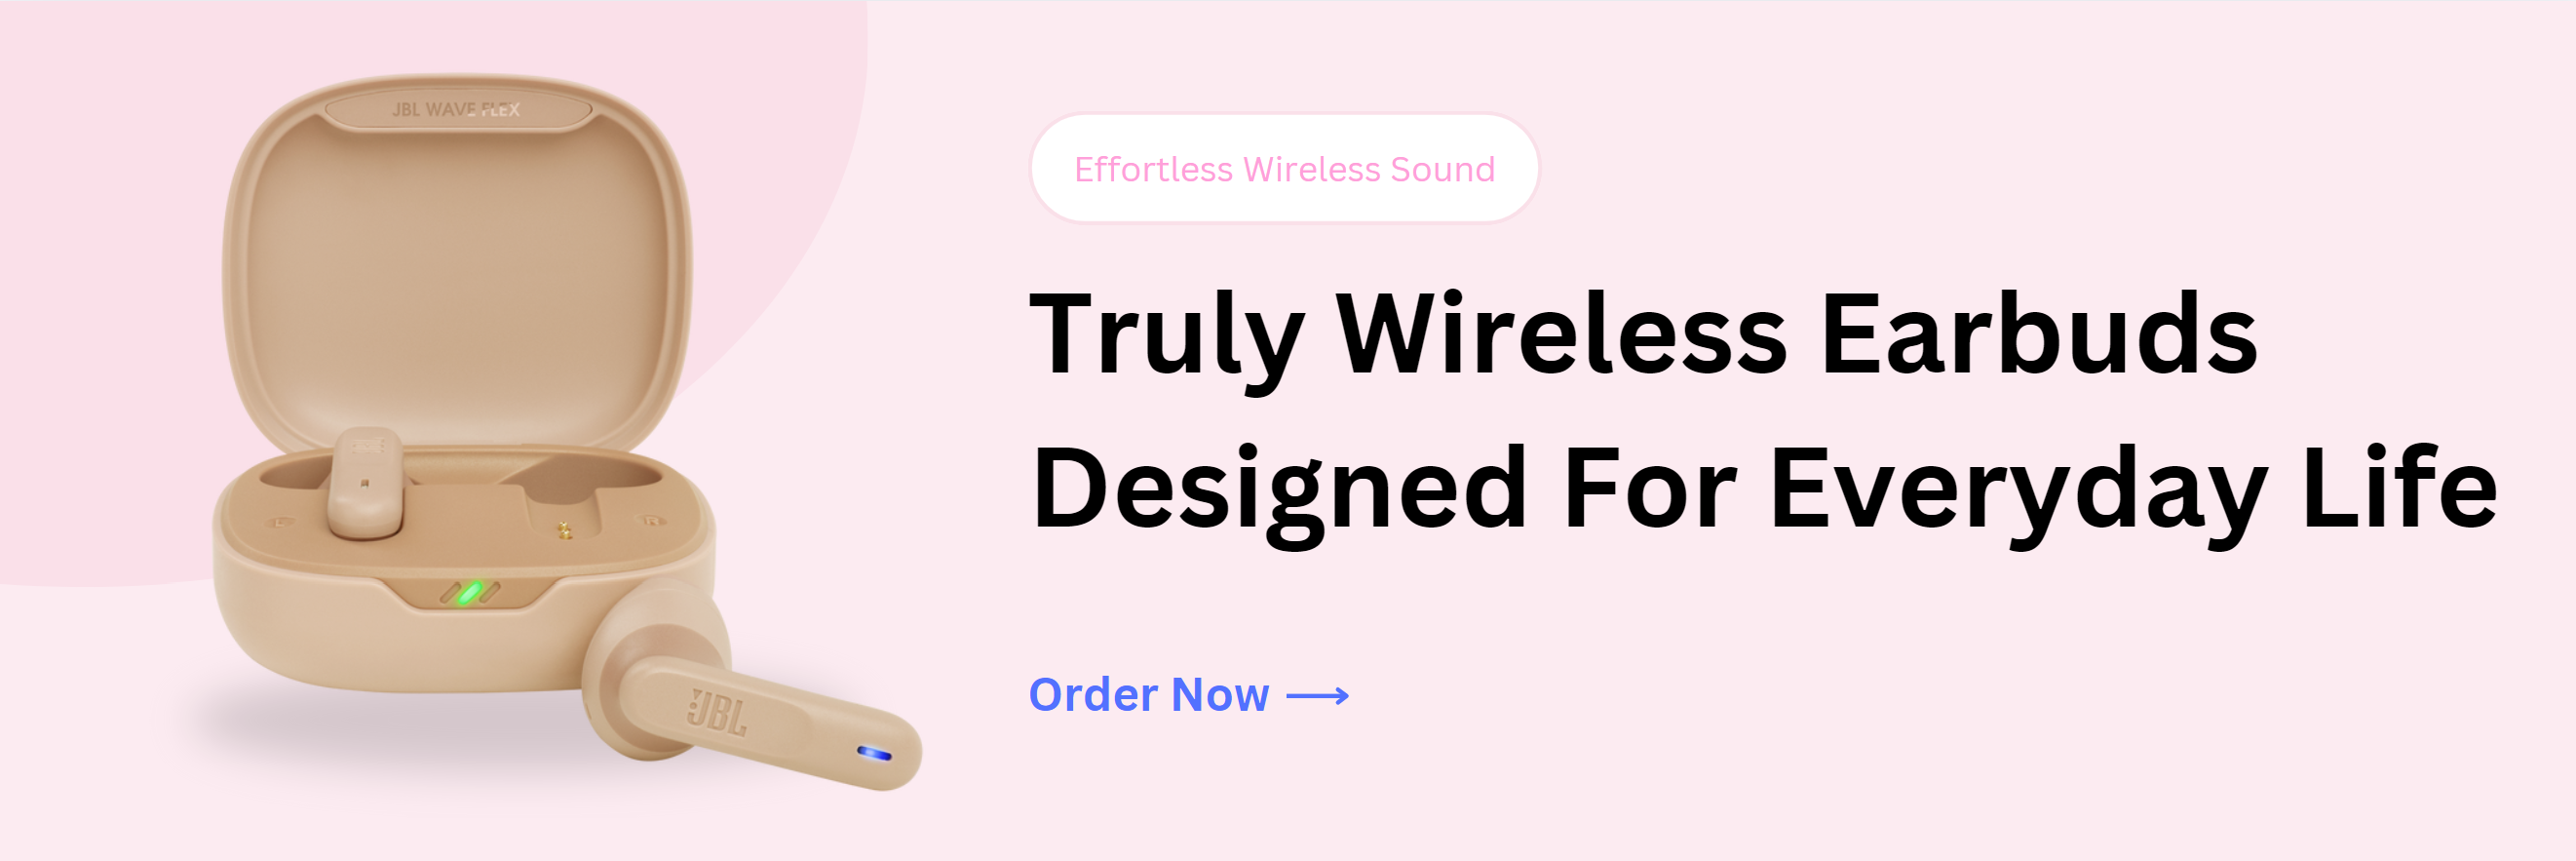 JBL WAVE FLEX
Effortless Wireless Sound
Truly Wireless Earbuds
Designed For Everyday Life
L
R
JBL
Order Now